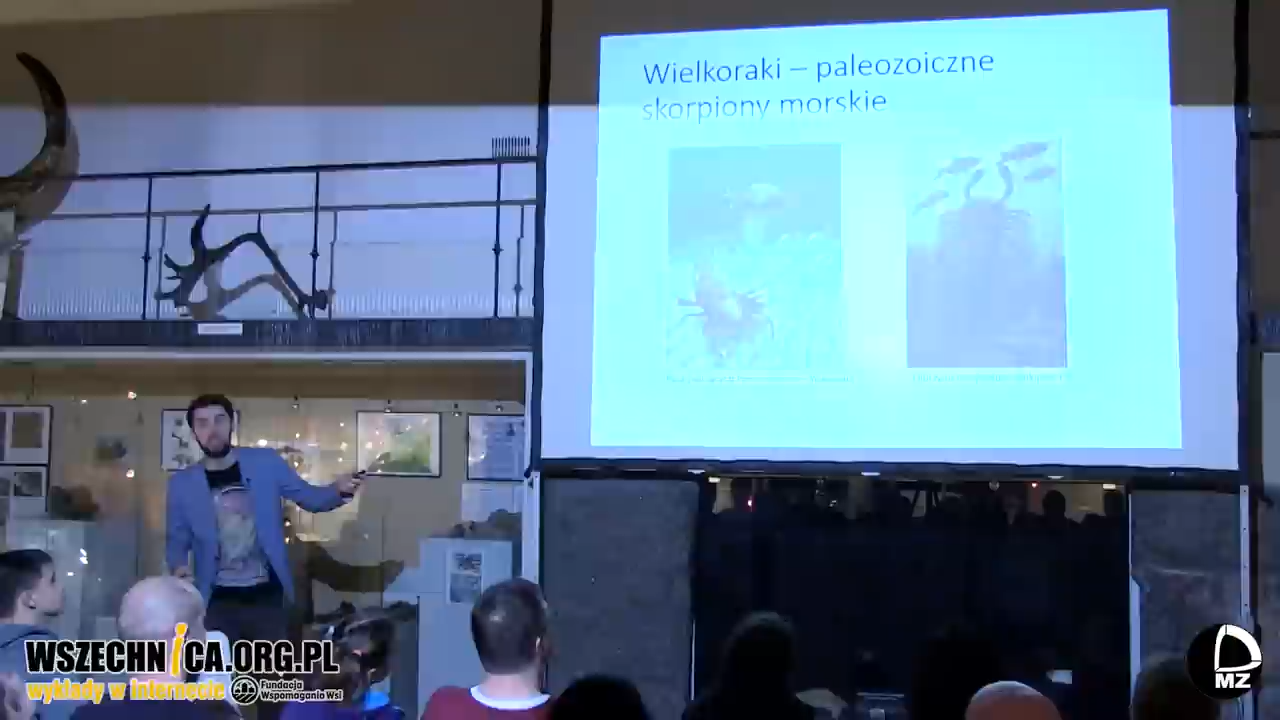 Wielkoraki – paleozoiczne
skorpiony morskie
WSZECHNICA.ORG.PL
wykłady w internecie
Fundacja
Wspomagania Wsi
MZ